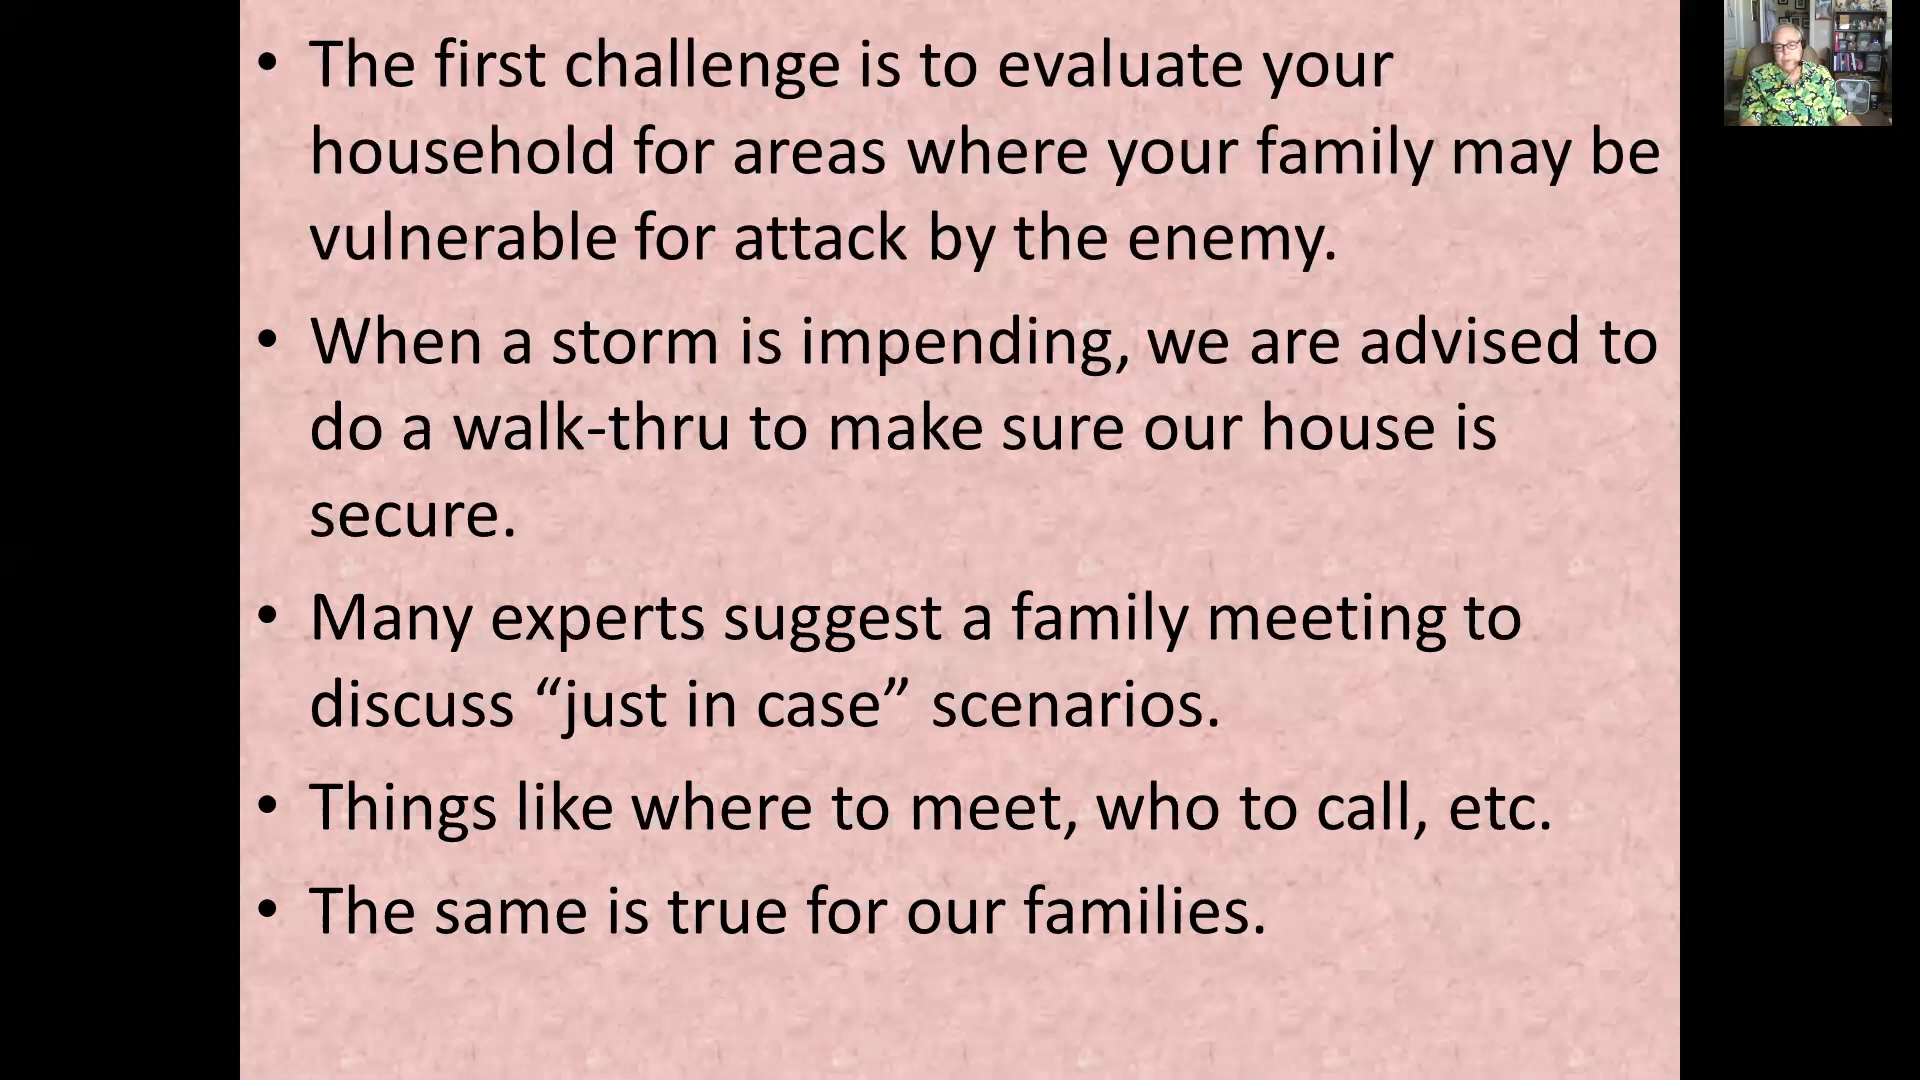 • The first challenge is to evaluate your
household for areas where your family may be
vulnerable for attack by the enemy.
• When a storm is impending, we are advised to
do a walk-thru to make sure our house is
secure.
• Many experts suggest a family meeting to
discuss “just in case” scenarios.
• Things like where to meet, who to call, etc.
• The same is true for our families.